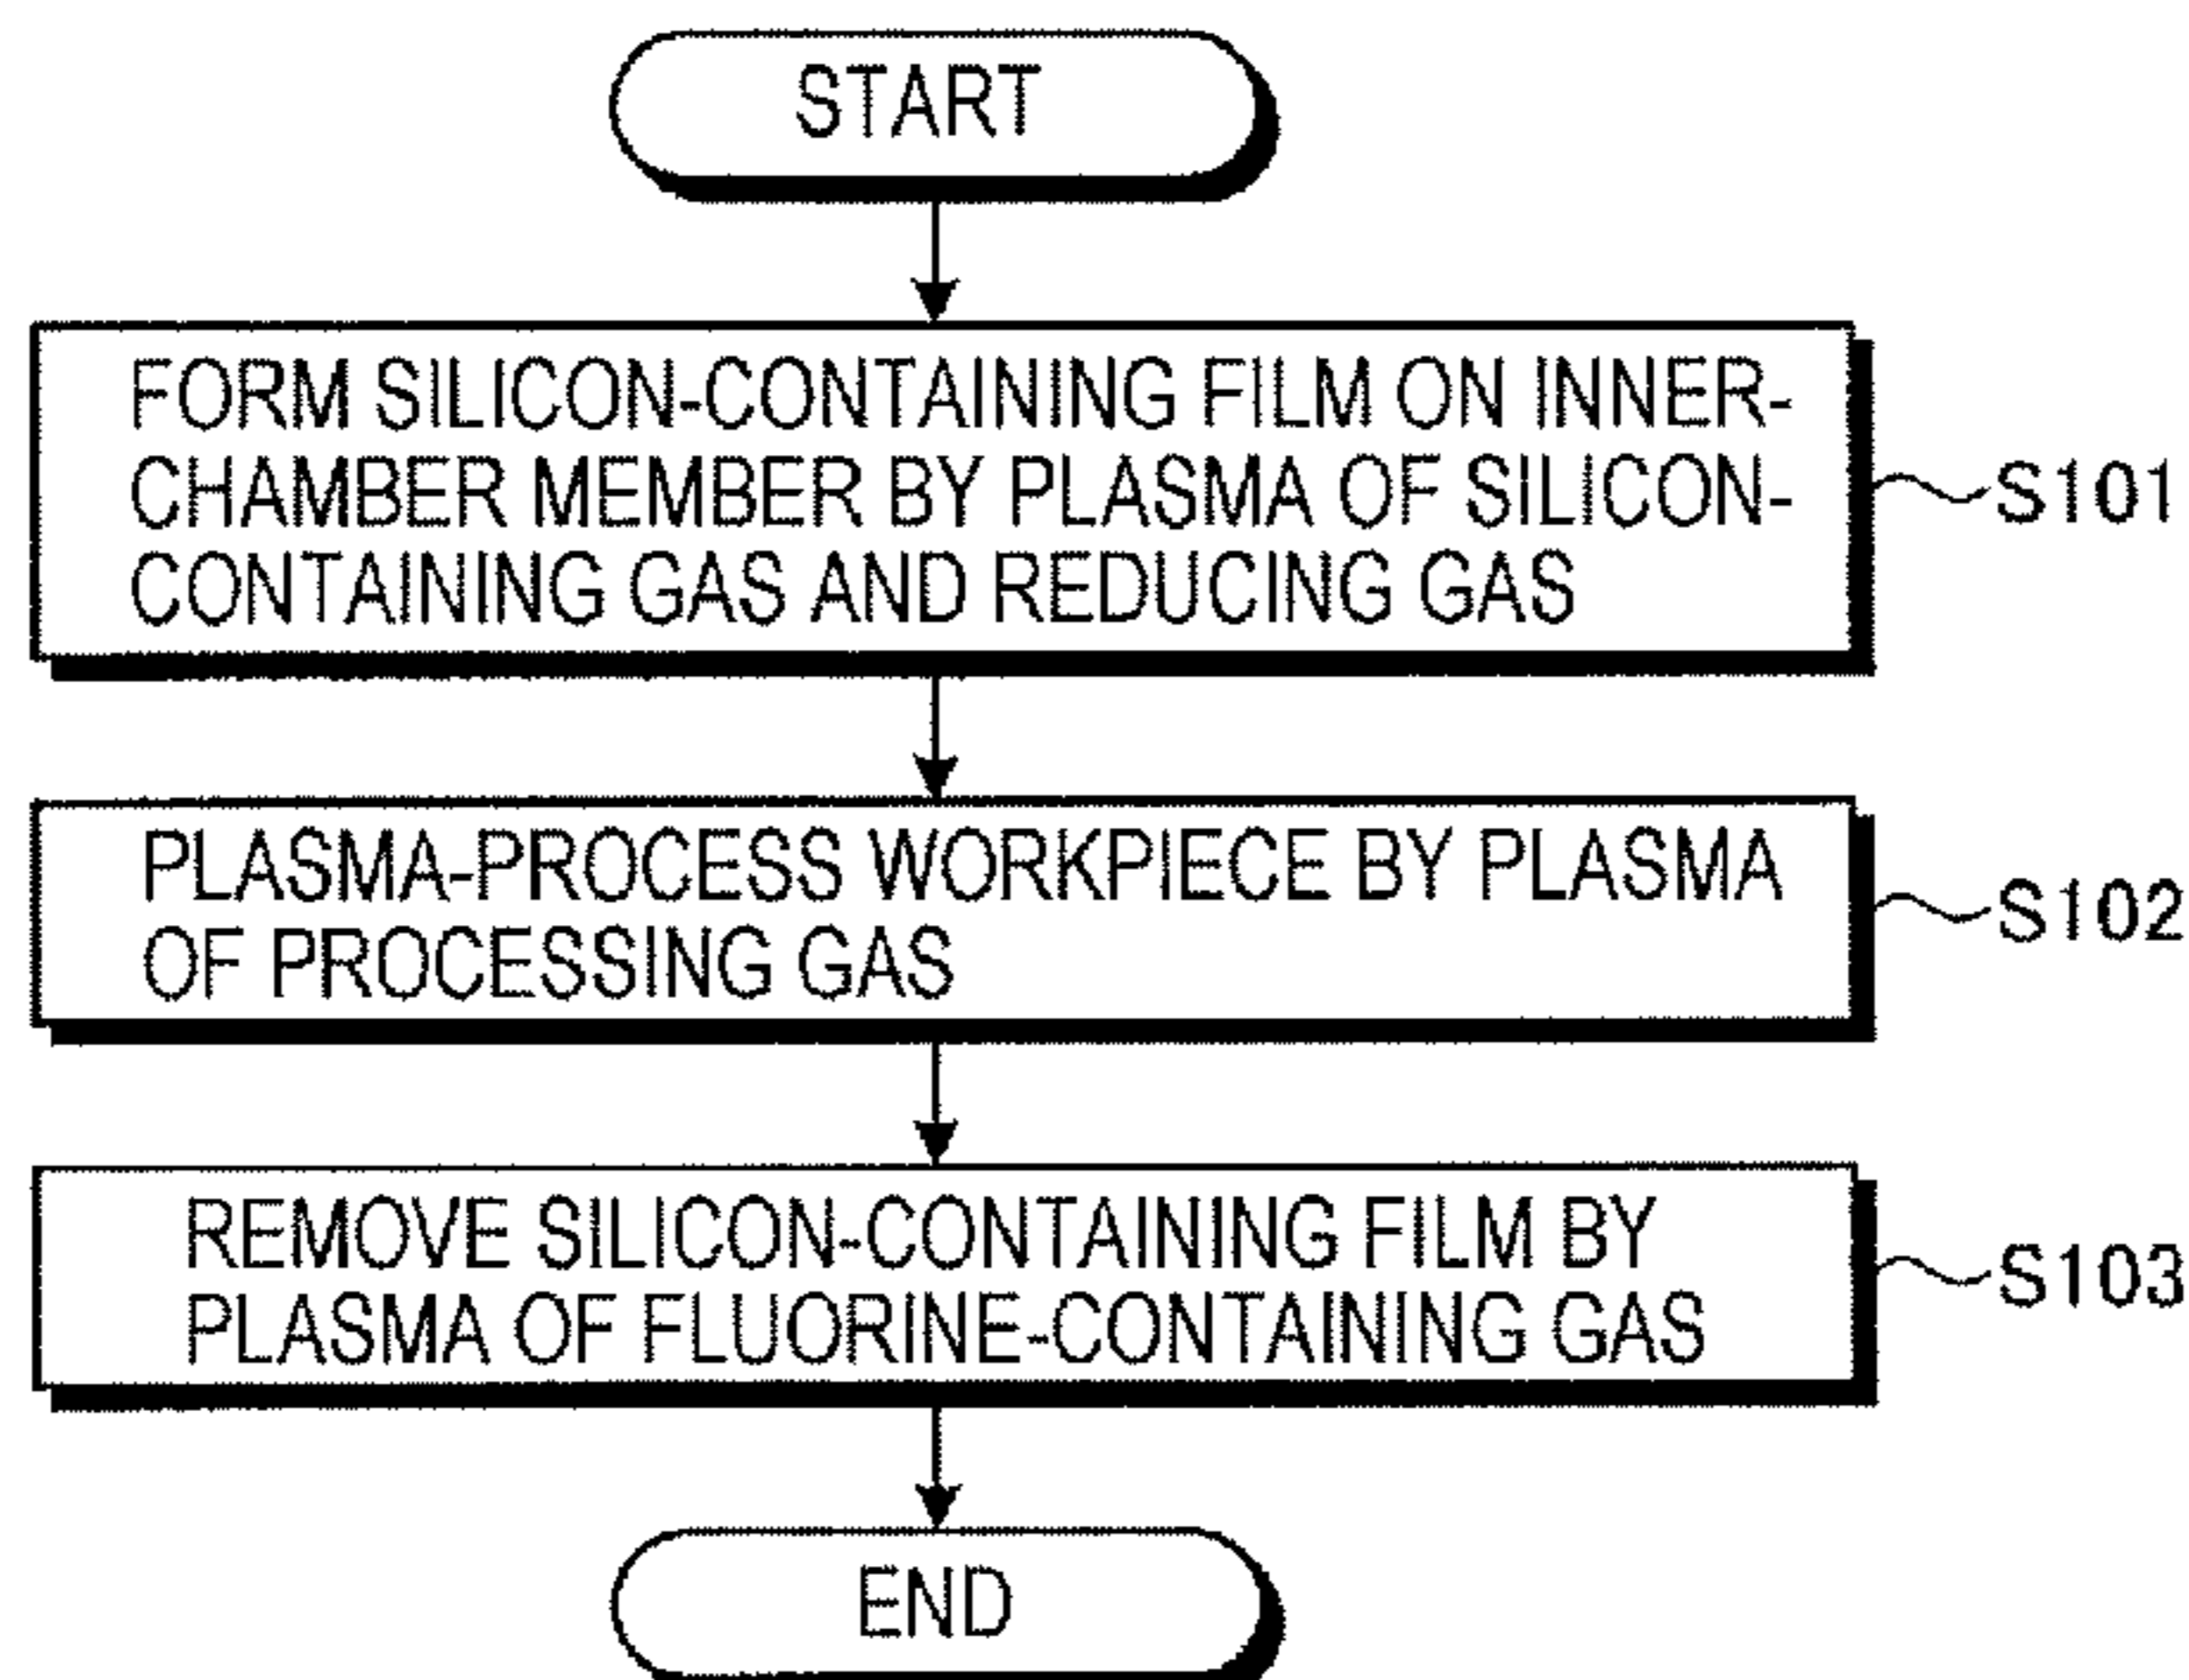 START
FORM SILICON-CONTAINING FILM ON INNER-
CHAMBER MEMBER BY PLASMA OF SILICON-
CONTAINING GAS AND REDUCING GAS
S101
PLASMA-PROCESS WORKPIECE BY PLASMA
OF PROCESSING GAS
S102
REMOVE SILICON-CONTAINING FILM BY
PLASMA OF FLUORINE-CONTAINING GAS
S103
END